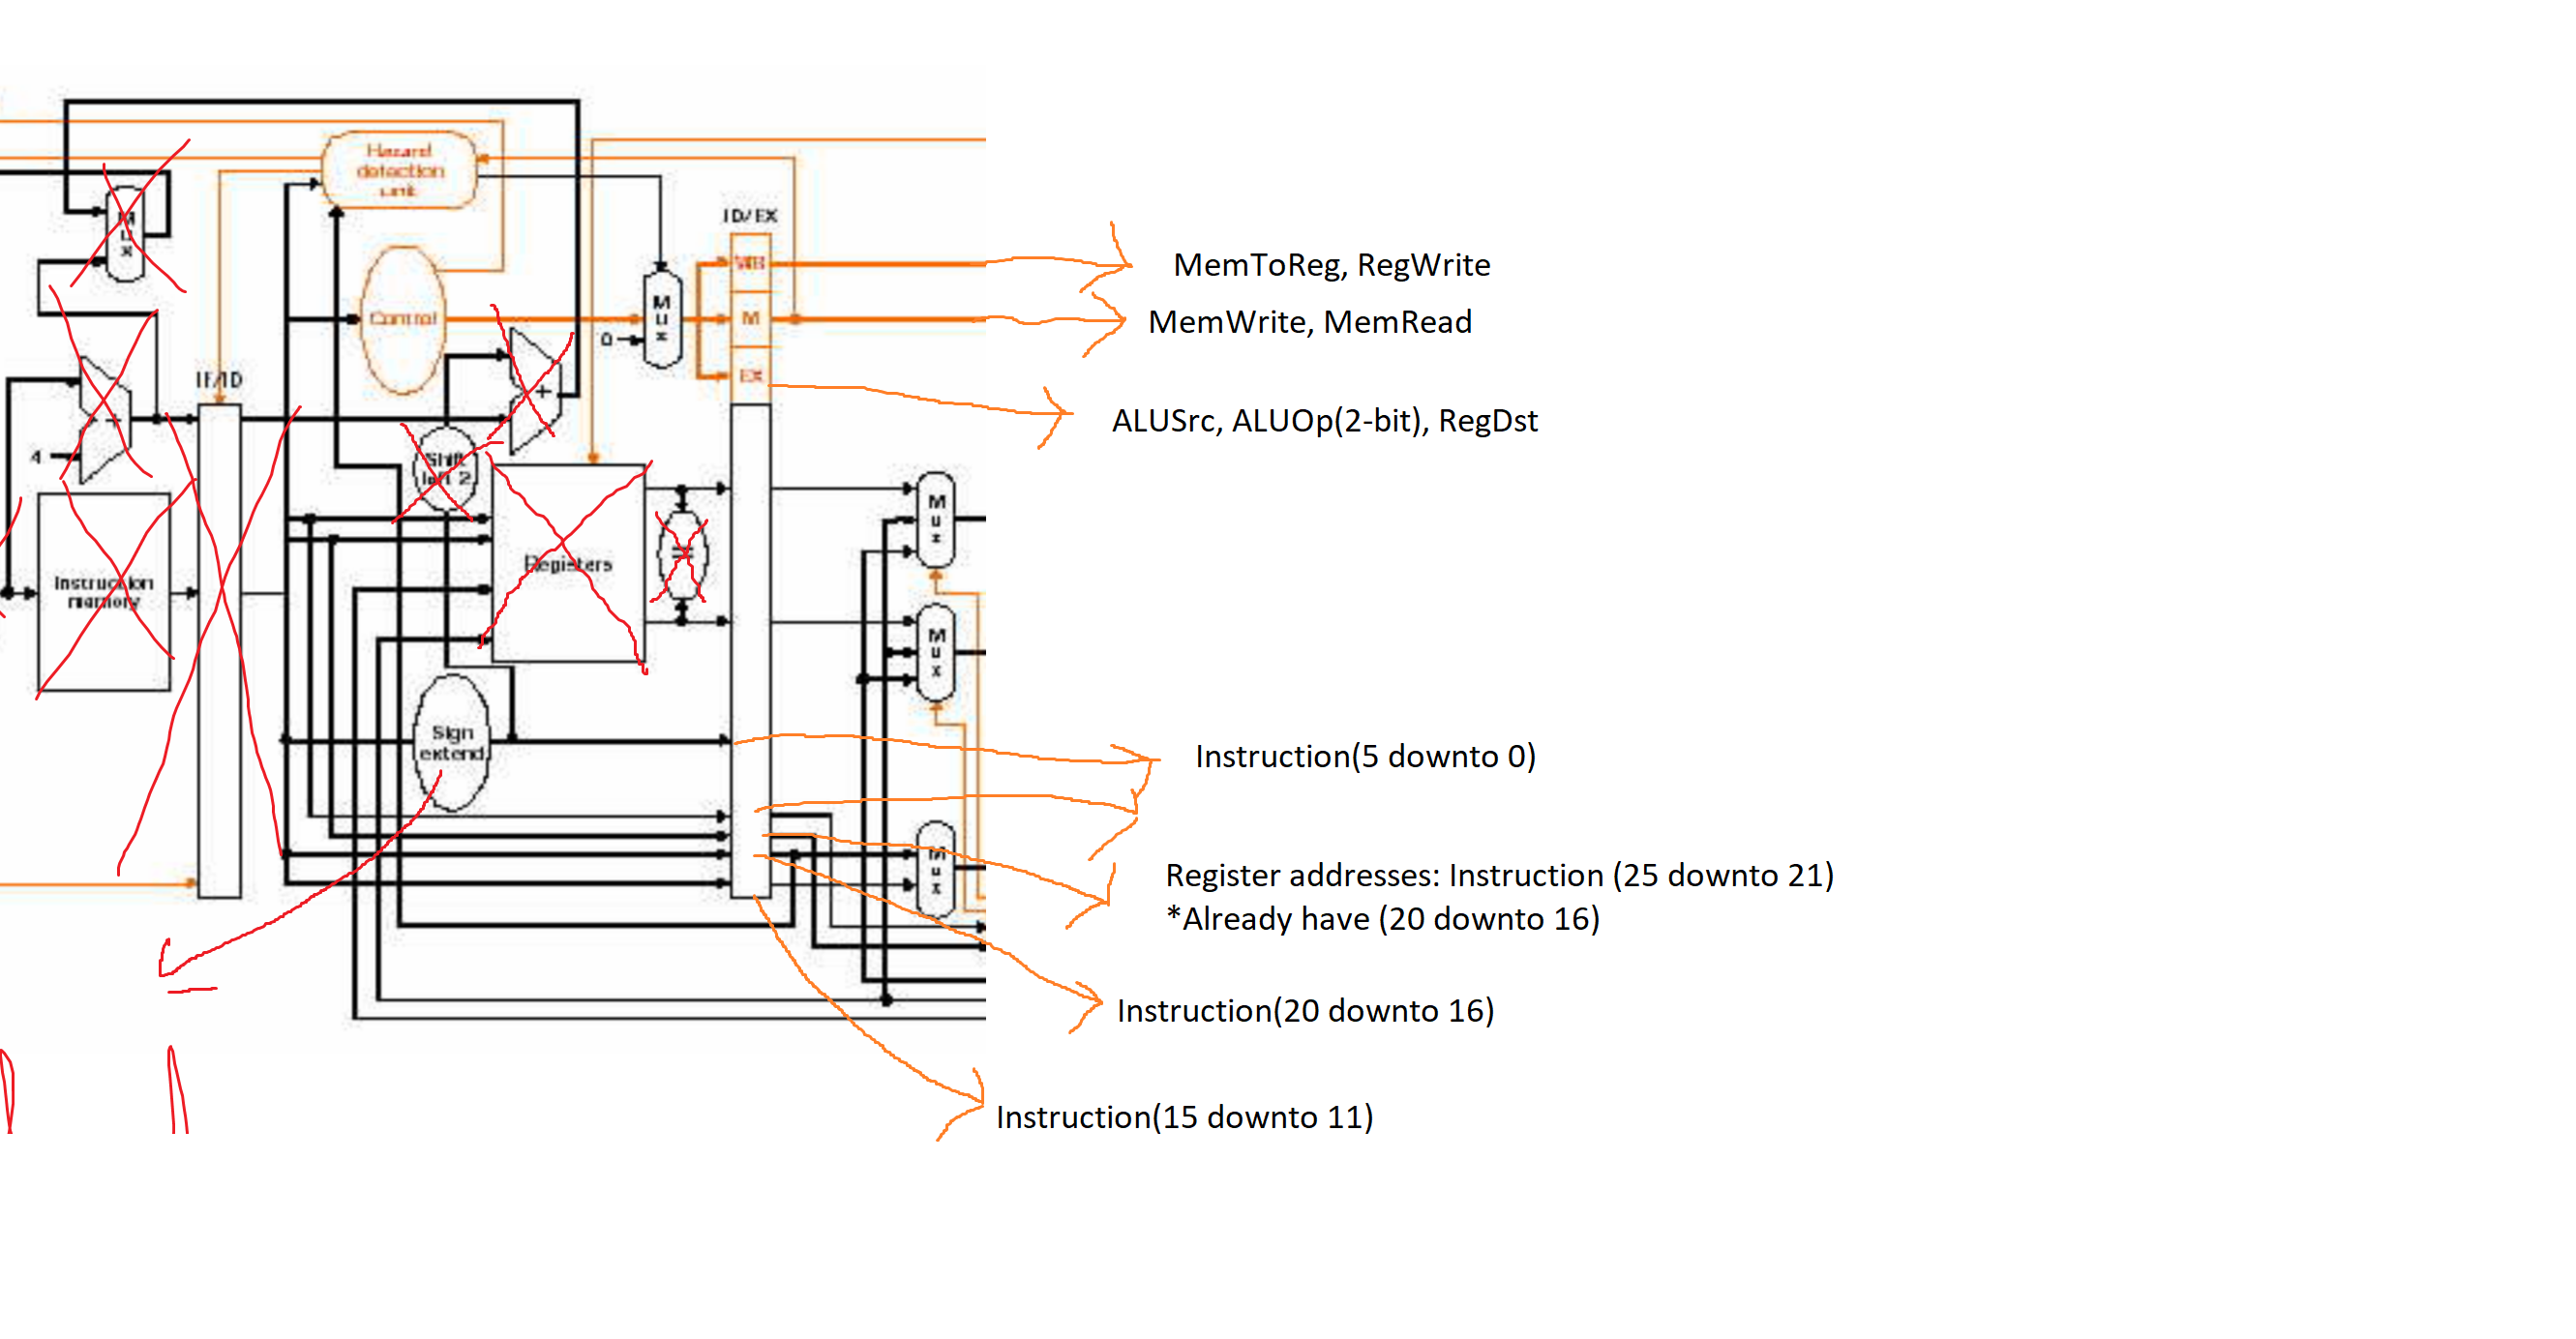 Hazard
detection
unit
M
u
x
ID/EX
WB
MemToReg, RegWrite
M
u
x
M
MemWrite, MemRead
Control
0
EX
IF/ID
+
+
ALUSrc, ALUOp(2-bit), RegDst
4
Shift
left 2
M
u
x
=
Registers
Instruction
memory
M
u
x
Sign
extend
Instruction(5 downto 0)
M
u
x
Register addresses: Instruction (25 downto 21)
*Already have (20 downto 16)
Instruction(20 downto 16)
Instruction(15 downto 11)